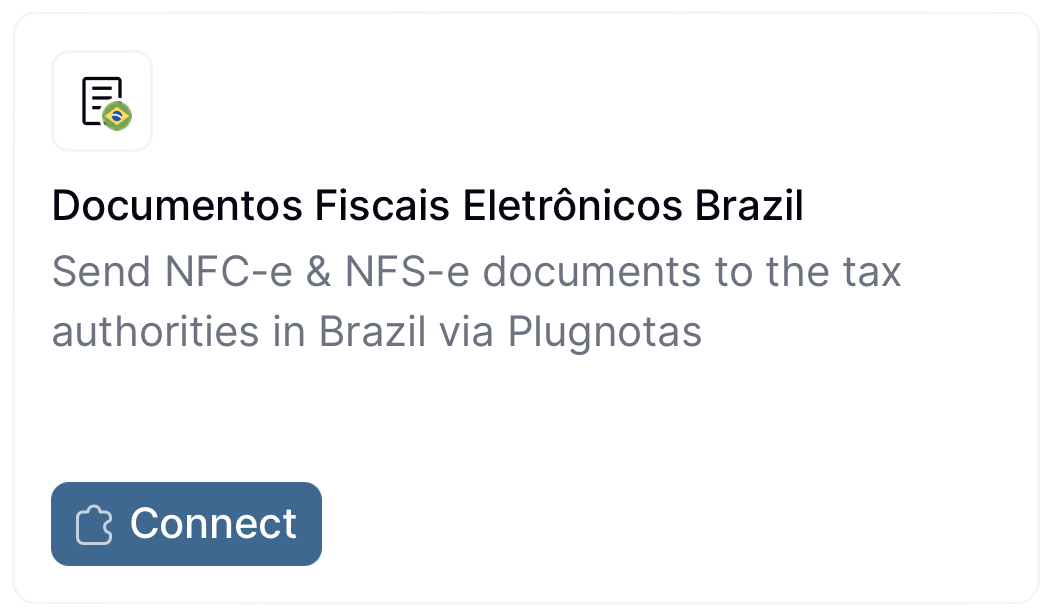 Documentos Fiscais Eletrônicos Brazil
Send NFC-e & NFS-e documents to the tax
authorities in Brazil via Plugnotas
Connect